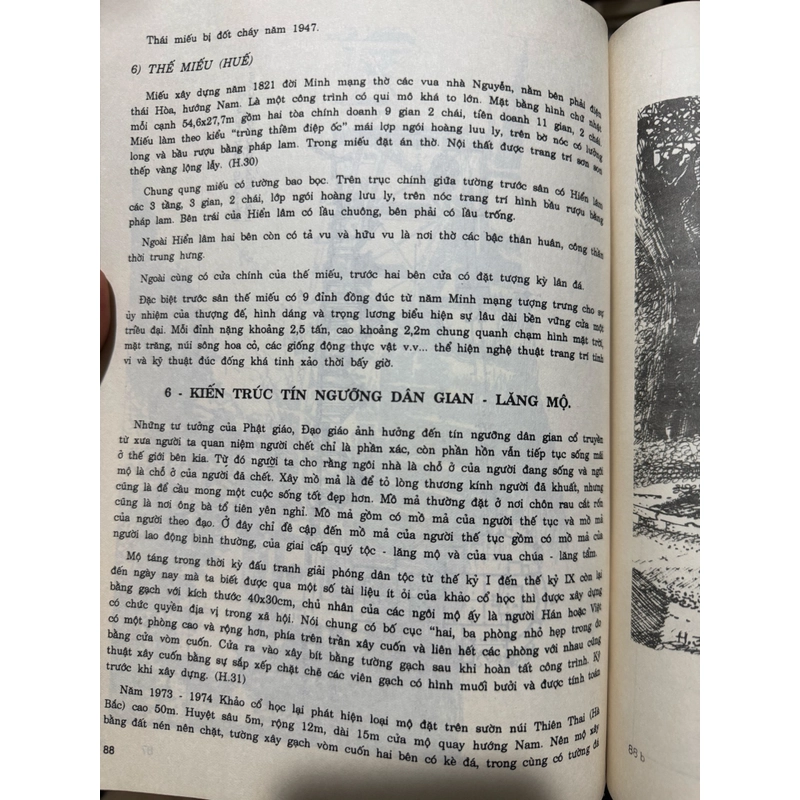 Thái miếu bị đốt cháy năm 1947.
6) THẾ MIẾU (HUẾ)
Miếu xây dựng năm 1821 đời Minh mạng thờ các vua nhà Nguyễn, nằm bên phải điện
thái Hòa, hướng Nam. Là một công trình có qui mô khá to lớn. Mặt bằng hình chữ nhật
mỗi cạnh 54,6x27,7m gồm hai tòa chính doanh 9 gian 2 chái, tiền doanh 11 gian, 2 chái.
Miếu làm theo kiểu "trùng thiềm điệp ốc" mái lợp ngói hoàng lưu ly, trên bờ nóc có lưỡng
long và bầu rượu bằng pháp lam. Trong miếu đặt án thờ. Nội thất được trang trí sơn son
thếp vàng lộng lẫy. (H.30)
Chung qung miếu có tường bao bọc. Trên trục chính giữa tường trước sân có Hiển lâm
các 3 tầng, 3 gian, 2 chái, lớp ngói hoàng lưu ly, trên nóc trang trí hình bầu rượu bằng
pháp lam. Bên trái của Hiển lâm có lầu chuông, bên phải có lầu trống.
Ngoài Hiển lâm hai bên còn có tả vu và hữu vu là nơi thờ các bậc thân huân, công thần
thời trung hưng.
Ngoài cùng có cửa chính của thế miếu, trước hai bên cửa có đặt tượng kỳ lân đá.
Đặc biệt trước sân thế miếu có 9 đỉnh đồng đúc từ năm Minh mạng tượng trưng cho sự
ủy nhiệm của thượng đế, hình dáng và trọng lương biểu hiện sự lâu dài bền vững của một
triều đại. Mỗi đỉnh nặng khoảng 2,5 tấn, cao khoảng 2,2m chung quanh chạm hình mặt trời,
mặt trăng, núi sông hoa cỏ, các giống động thực vật v.v... thể hiện nghệ thuật trang trí tinh
vi và kỹ thuật đúc đồng khá tinh xảo thời bấy giờ.
6 - KIẾN TRÚC TÍN NGƯỠNG DÂN GIAN - LĂNG MỘ.
Những tư tưởng của Phật giáo, Đạo giáo ảnh hưởng đến tín ngưỡng dân gian cổ truyền
từ xưa người ta quan niệm người chết chỉ là phần xác, còn phần hồn vẫn tiếp tục sống mãi
ở thế giới bên kia. Từ đó người ta cho rằng ngôi nhà là chỗ ở của người đang sống và ngôi
mộ là chỗ ở của người đã chết. Xây mồ mả là để tỏ lòng thương kính người đã khuất, nhưng
cũng là để cầu mong một cuộc sống tốt đẹp hơn. Mồ mả thường đặt ở nơi chôn rau cắt rốn
cũng là nơi ông bà tổ tiên yên nghỉ. Mồ mả gồm có mồ mả của người thế tục và mồ mả
của người theo đạo. Ở đây chỉ đề cập đến mồ mả của người thế tục gồm có mồ mả của
người lao động bình thường, của giai cấp quý tộc - lăng mộ và của vua chúa - lăng tẩm.
Mộ táng trong thời kỳ đấu tranh giải phóng dân tộc từ thế kỷ I đến thế kỷ IX còn lại
đến ngày nay mà ta biết được qua một số tài liệu ít ỏi của khảo cổ học thì được xây dựng
bằng gạch với kích thước 40x30cm, chủ nhân của các ngôi mộ ấy là người Hán hoặc Việt
có chức quyền địa vị trong xã hội. Nói chung có bố cục "hai, ba phòng nhỏ hẹp trong do
có một phòng cao và rộng hơn, phía trên trần xây cuốn và liên hết các phòng với nhau cũng
bằng cửa vòm cuốn. Cửa ra vào xây bít bằng tường gạch sau khi hoàn tất công trình. Kỹ
thuật xây cuốn bằng sự sắp xếp chặt chẽ các viên gạch có hình muối bưởi và được tính toán
trước khi xây dựng. (H.31)
Năm 1973 - 1974 Khảo cổ học lại phát hiện loại mộ đặt trên sườn núi Thiên Thai (Hà
Bắc) cao 50m. Huyệt sâu 5m, rộng 12m, dài 15m cửa mộ quay hướng Nam. Nên mộ xây
bằng đất nén nên chặt, tường xây gạch vòm cuốn hai bên có kè đá, trong cùng có tường đá
88